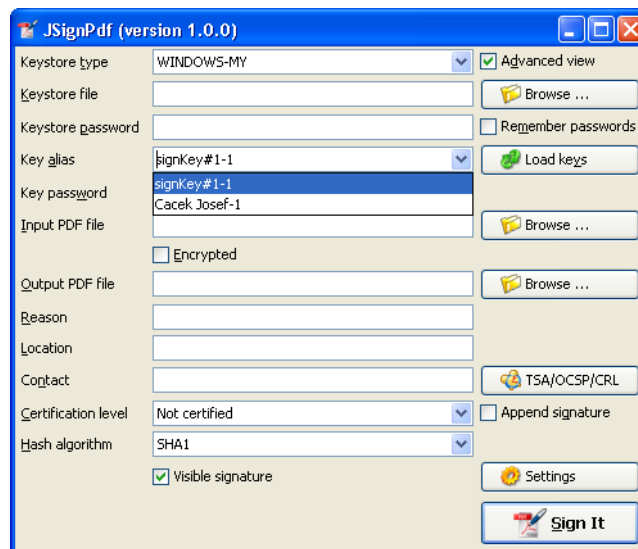 JSignPdf (version 1.0.0)
Keystore type WINDOWS-MY Advanced view
Keystore file Browse ...
Keystore password Remember passwords
Key alias signKey#1-1 Load keys
signKey#1-1
Key password
Cacek Josef-1
Input PDF file Browse ...
Encrypted
Output PDF file Browse ...
Reason
Location
Contact TSA/OCSP/CRL
Certification level Not certified Append signature
Hash algorithm SHA1
Visible signature Settings
Sign It